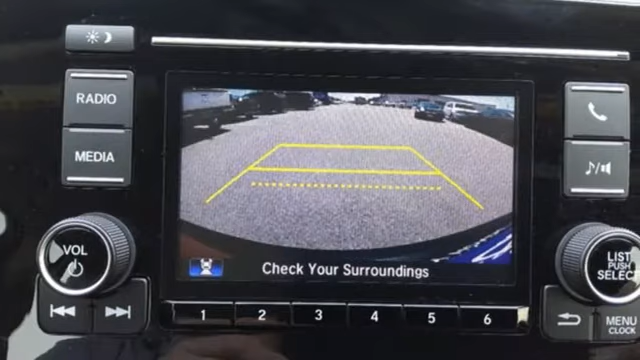 RADIO
MEDIA
VOL
Check Your Surroundings
1 2 3 4 5 6
LIST
PUSH
SELECT
MENU
CLOCK